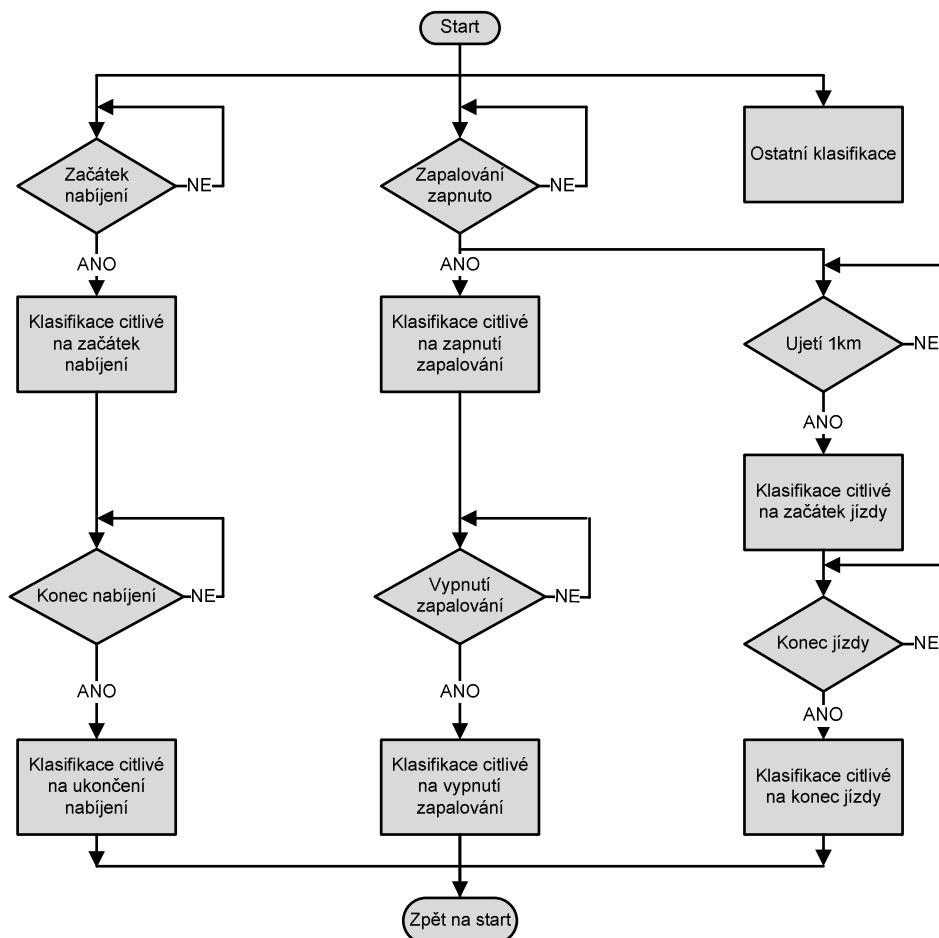 Start
Začátek
nabíjení
NE
Zapalování
zapnuto
NE
Ostatní klasifikace
ANO
ANO
Klasifikace citlivé
na začátek
nabíjení
Klasifikace citlivé
na zapnutí
zapalování
Ujetí 1km
NE
ANO
Klasifikace citlivé
na začátek jízdy
Konec nabíjení
NE
Vypnutí
zapalování
NE
Konec jízdy
NE
ANO
ANO
ANO
Klasifikace citlivé
na ukončení
nabíjení
Klasifikace citlivé
na vypnutí
zapalování
Klasifikace citlivé
na konec jízdy
Zpět na start